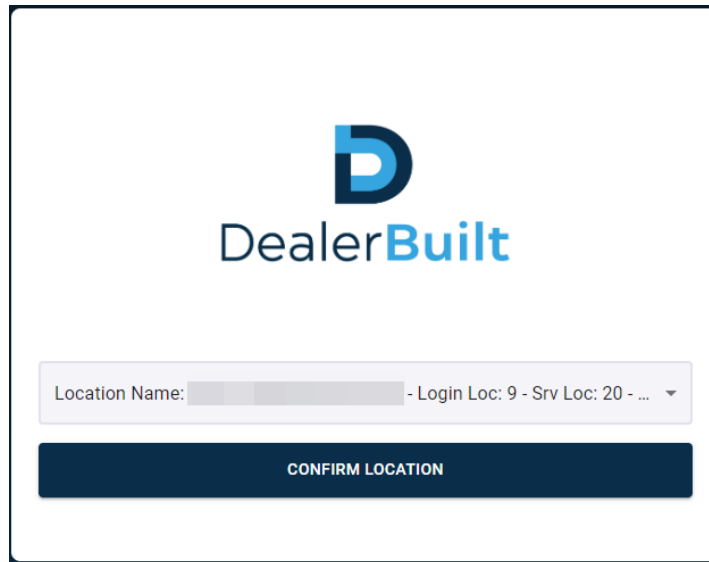 DealerBuilt
Location Name: - Login Loc: 9 - Srv Loc: 20 - ...
CONFIRM LOCATION